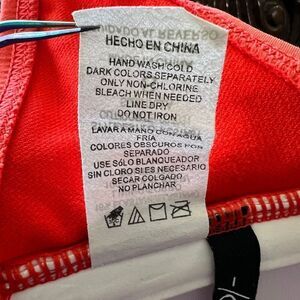 HECHO EN CHINA
HAND WASH COLD
DARK COLORS SEPARATELY
ONLY NON-CHLORINE
BLEACH WHEN NEEDED
LINE DRY
DO NOT IRON
LAVAR A MANO CON AGUA
FRIA
COLORES OBSCUROS POR
SEPARADO
USE SÓLO BLANQUEADOR
SIN CLORO SI ES NECESARIO
SECAR COLGADO
NO PLANCHAR